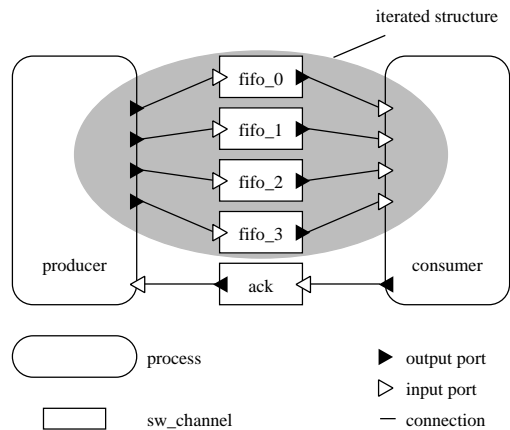 iterated structure
fifo_0
fifo_1
fifo_2
fifo_3
producer
consumer
ack
process
output port
input port
sw_channel
connection